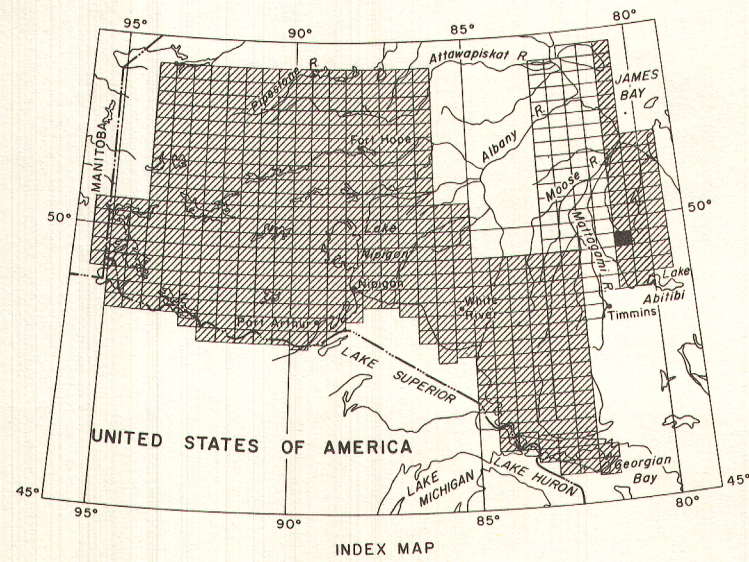 95°
90°
85°
80°
Attawapiskat R.
Pipestone R.
JAMES
BAY
MANITOBA
Albany R.
Fort Hope
Moose R.
50°
50°
Lake
Nipigon
Mattagami R.
Nipigon
Lake
Abitibi
White
River
Timmins
Port Arthur
LAKE SUPERIOR
UNITED STATES OF AMERICA
Georgian
Bay
LAKE HURON
LAKE
MICHIGAN
45°
45°
95°
90°
85°
80°
INDEX MAP